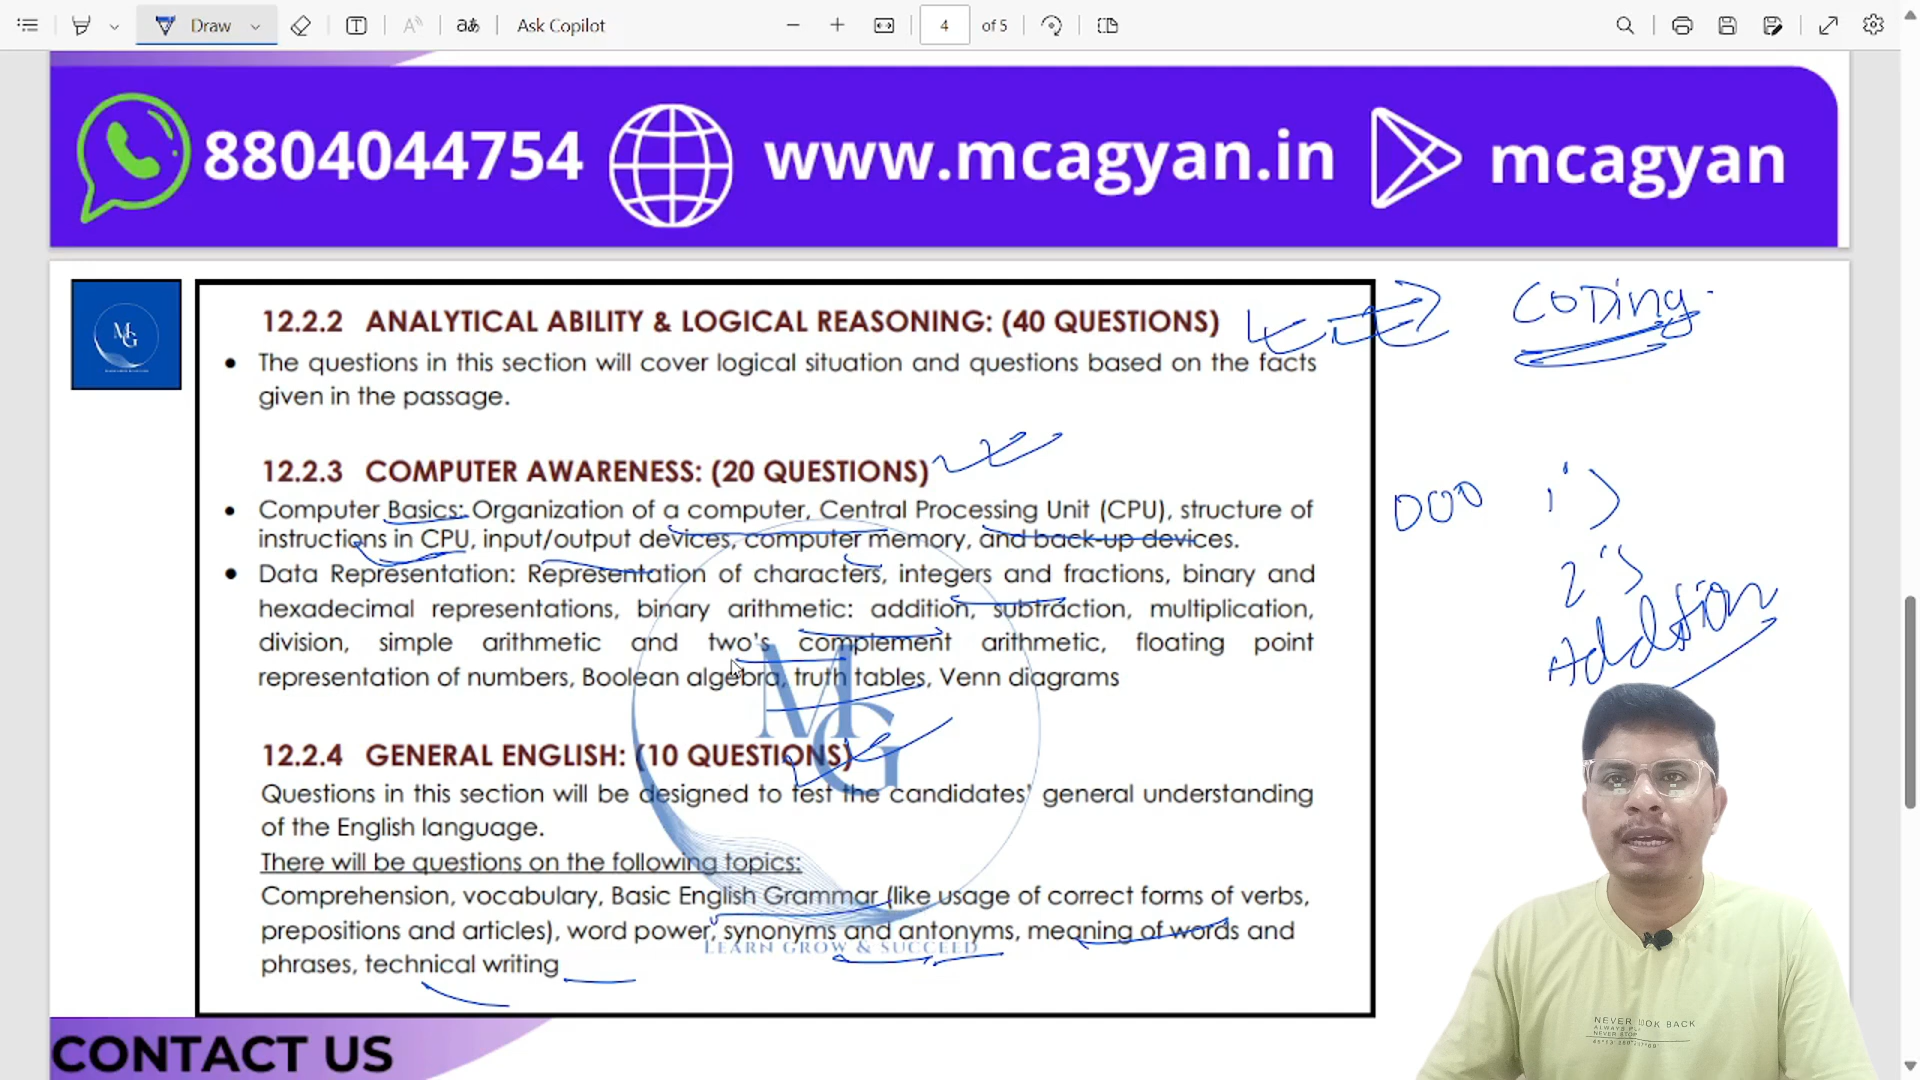 Draw
Ask Copilot
4 of 5
8804044754 www.mcagyan.in mcagyan
MG
12.2.2 ANALYTICAL ABILITY & LOGICAL REASONING: (40 QUESTIONS)
CODing.
• The questions in this section will cover logical situation and questions based on the facts
given in the passage.
12.2.3 COMPUTER AWARENESS: (20 QUESTIONS)
• Computer Basics: Organization of a computer, Central Processing Unit (CPU), structure of
instructions in CPU, input/output devices, computer memory, and back-up devices.
• Data Representation: Representation of characters, integers and fractions, binary and
hexadecimal representations, binary arithmetic: addition, subtraction, multiplication,
division, simple arithmetic and two's complement arithmetic, floating point
representation of numbers, Boolean algebra, truth tables, Venn diagrams
000 1's
2's
Addition
MG
12.2.4 GENERAL ENGLISH: (10 QUESTIONS)
Questions in this section will be designed to test the candidates' general understanding
of the English language.
There will be questions on the following topics:
Comprehension, vocabulary, Basic English Grammar (like usage of correct forms of verbs,
prepositions and articles), word power, synonyms and antonyms, meaning of words and
LEARN GROW & SUCCEED
phrases, technical writing
NEVER LOOK BACK
CONTACT US